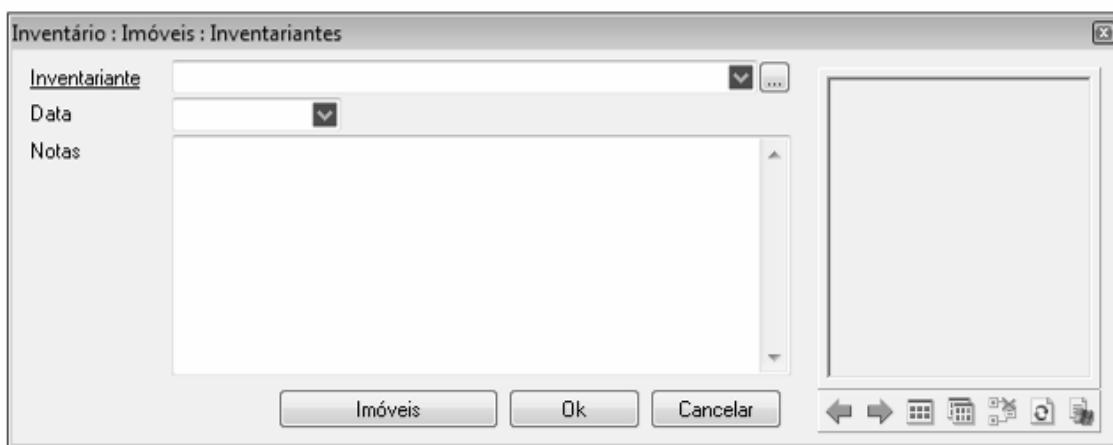 Inventário : Imóveis : Inventariantes
Inventariante
...
Data
Notas
Imóveis Ok Cancelar